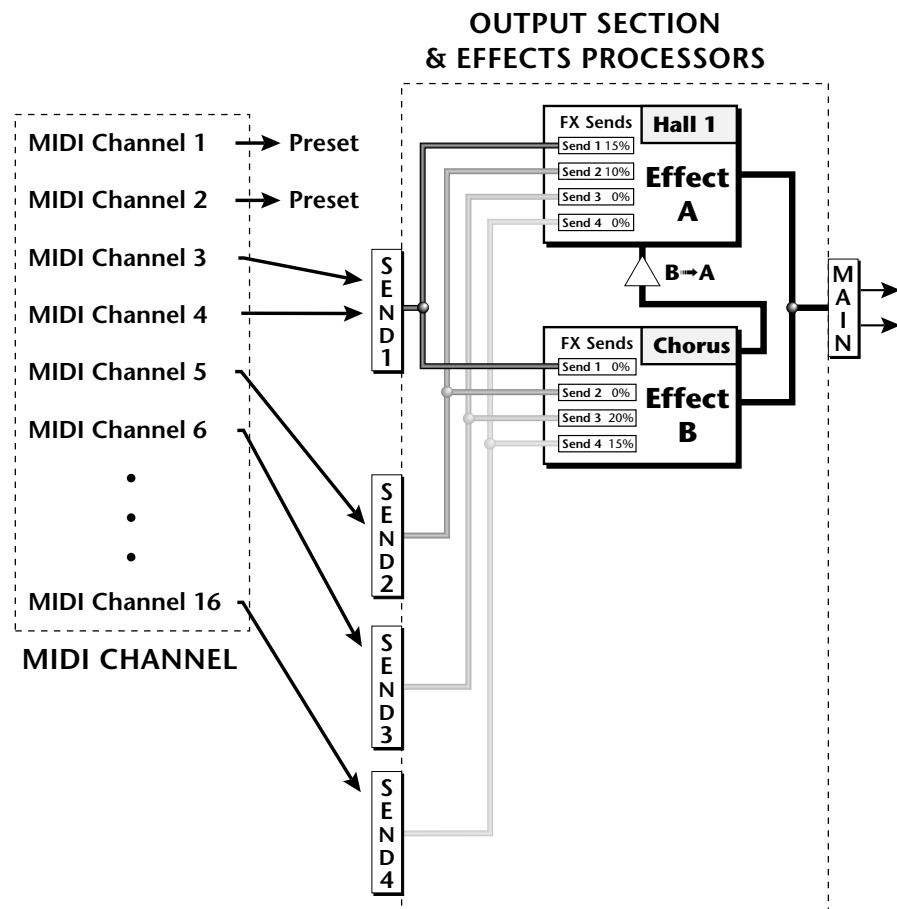 OUTPUT SECTION
& EFFECTS PROCESSORS
MIDI Channel 1
Preset
MIDI Channel 2
Preset
MIDI Channel 3
MIDI Channel 4
MIDI Channel 5
MIDI Channel 6
MIDI Channel 16
MIDI CHANNEL
SEND1
SEND2
SEND3
SEND4
FX Sends
Hall 1
Send 1 15%
Send 2 10%
Send 3 0%
Send 4 0%
Effect
A
B➟A
FX Sends
Chorus
Send 1 0%
Send 2 0%
Send 3 20%
Send 4 15%
Effect
B
MAIN